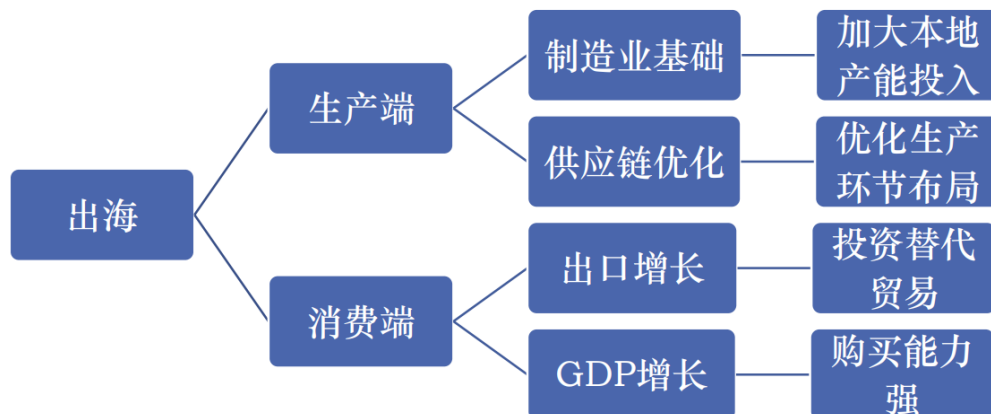 出海
生产端
制造业基础
加大本地
产能投入
供应链优化
优化生产
环节布局
消费端
出口增长
投资替代
贸易
GDP增长
购买能力
强